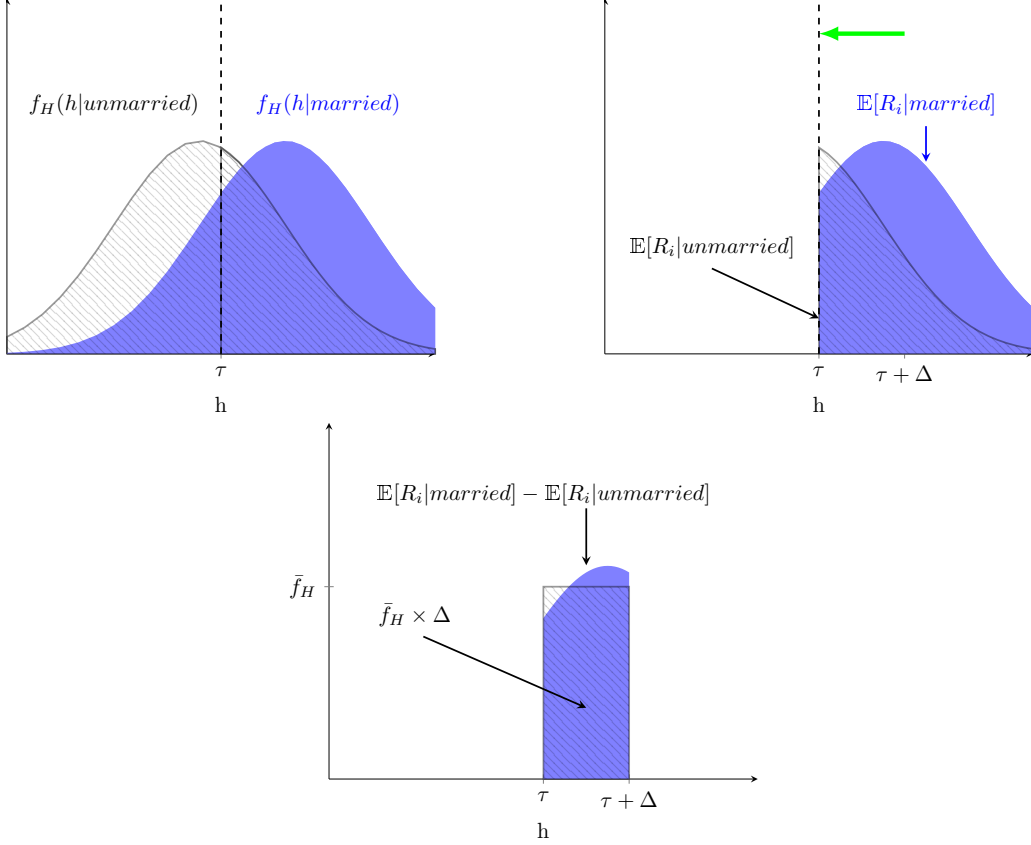 f_H(h|unmarried)
f_H(h|married)
τ
h
𝔼[R_i|married]
𝔼[R_i|unmarried]
τ
τ + Δ
h
𝔼[R_i|married] − 𝔼[R_i|unmarried]
f̄_H
f̄_H × Δ
τ
τ + Δ
h